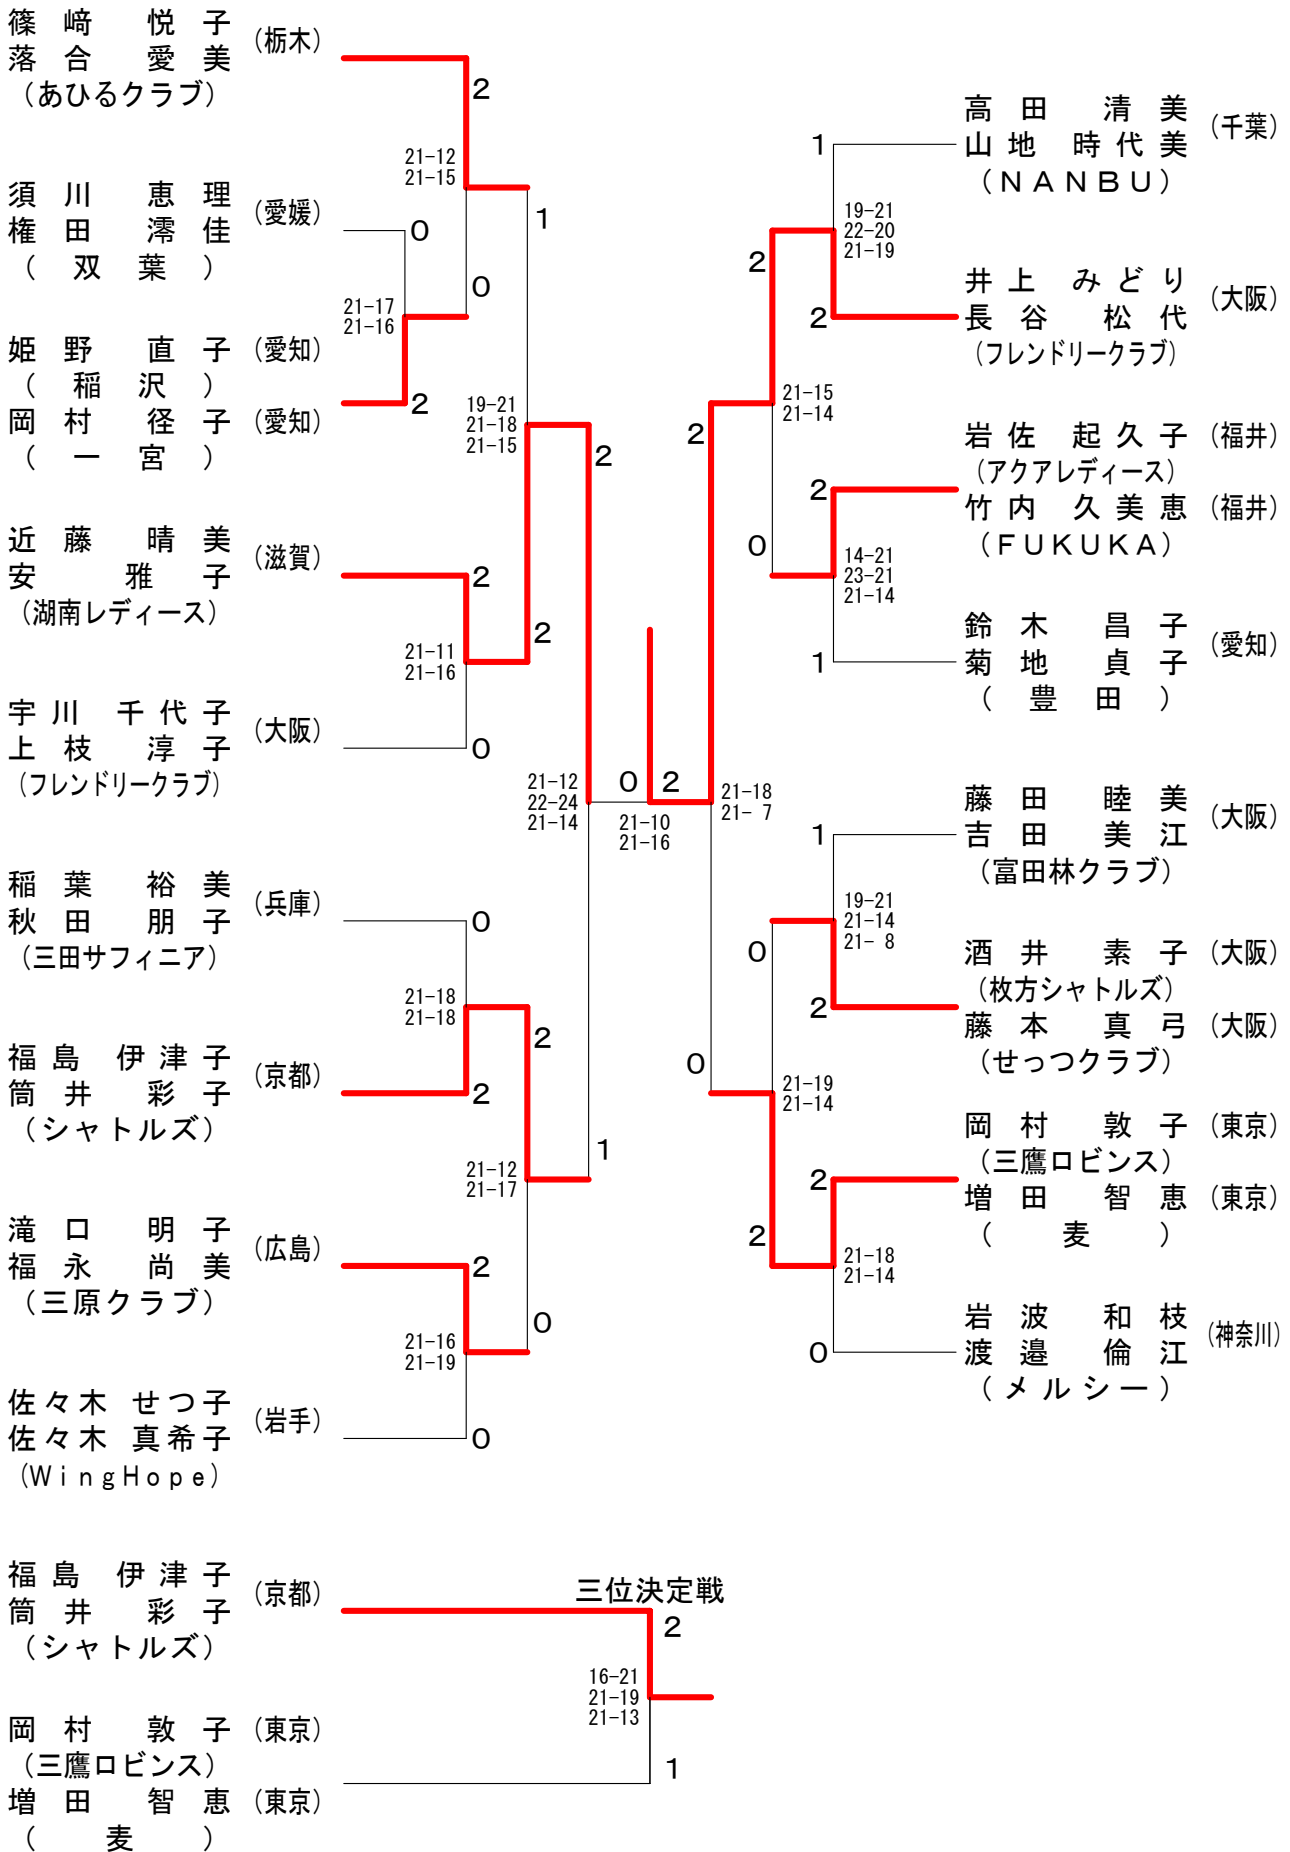 篠﨑 悦子 (栃木)
落合 愛美
(あひるクラブ)
2
21-12
21-15
須川 恵理 (愛媛)
権田 澪佳
( 双葉 )
0
1
0
21-17
21-16
姫野 直子 (愛知)
( 稲沢 )
岡村 径子 (愛知)
( 一宮 )
2
19-21
21-18
21-15
2
近藤 晴美 (滋賀)
安 雅子
(湖南レディース)
2
2
21-11
21-16
宇川 千代子 (大阪)
上枝 淳子
(フレンドリークラブ)
0
21-12
22-24
21-14
0
2
21-10
21-16
稲葉 裕美 (兵庫)
秋田 朋子
(三田サフィニア)
0
21-18
21-18
2
福島 伊津子 (京都)
筒井 彩子
(シャトルズ)
2
1
21-12
21-17
滝口 明子 (広島)
福永 尚美
(三原クラブ)
2
0
21-16
21-19
佐々木 せつ子 (岩手)
佐々木 真希子
(WingHope)
0
高田 清美 (千葉)
山地 時代美
(NANBU)
1
19-21
22-20
21-19
2
井上 みどり (大阪)
長谷 松代
(フレンドリークラブ)
2
21-15
21-14
2
岩佐 起久子 (福井)
(アクアレディース)
竹内 久美恵 (福井)
(FUKUKA)
2
0
14-21
23-21
21-14
鈴木 昌子 (愛知)
菊地 貞子
( 豊田 )
1
21-18
21- 7
藤田 睦美 (大阪)
吉田 美江
(富田林クラブ)
1
19-21
21-14
21- 8
0
酒井 素子 (大阪)
(枚方シャトルズ)
藤本 真弓 (大阪)
(せっつクラブ)
2
0
21-19
21-14
岡村 敦子 (東京)
(三鷹ロビンス)
増田 智恵 (東京)
( 麦 )
2
2
21-18
21-14
岩波 和枝 (神奈川)
渡邉 倫江
(メルシー)
0
三位決定戦
福島 伊津子 (京都)
筒井 彩子
(シャトルズ)
2
16-21
21-19
21-13
岡村 敦子 (東京)
(三鷹ロビンス)
増田 智恵 (東京)
( 麦 )
1